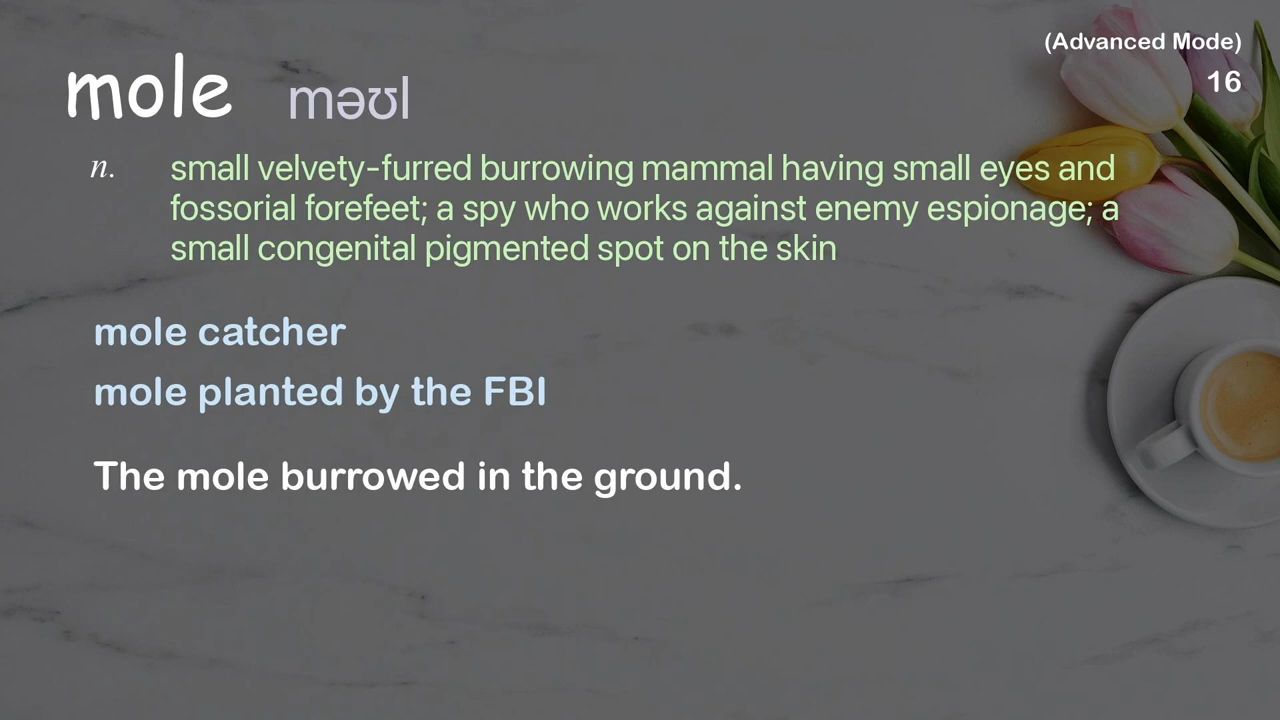 (Advanced Mode)
16
mole məʊl
n. small velvety-furred burrowing mammal having small eyes and
fossorial forefeet; a spy who works against enemy espionage; a
small congenital pigmented spot on the skin
mole catcher
mole planted by the FBI
The mole burrowed in the ground.